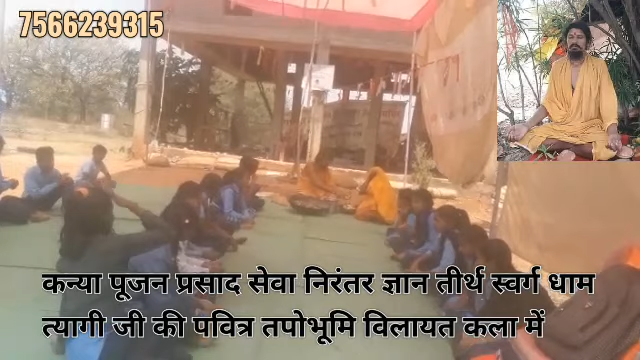 7566239315
कन्या पूजन प्रसाद सेवा निरंतर ज्ञान तीर्थ स्वर्ग धाम
त्यागी जी की पवित्र तपोभूमि विलायत कला में